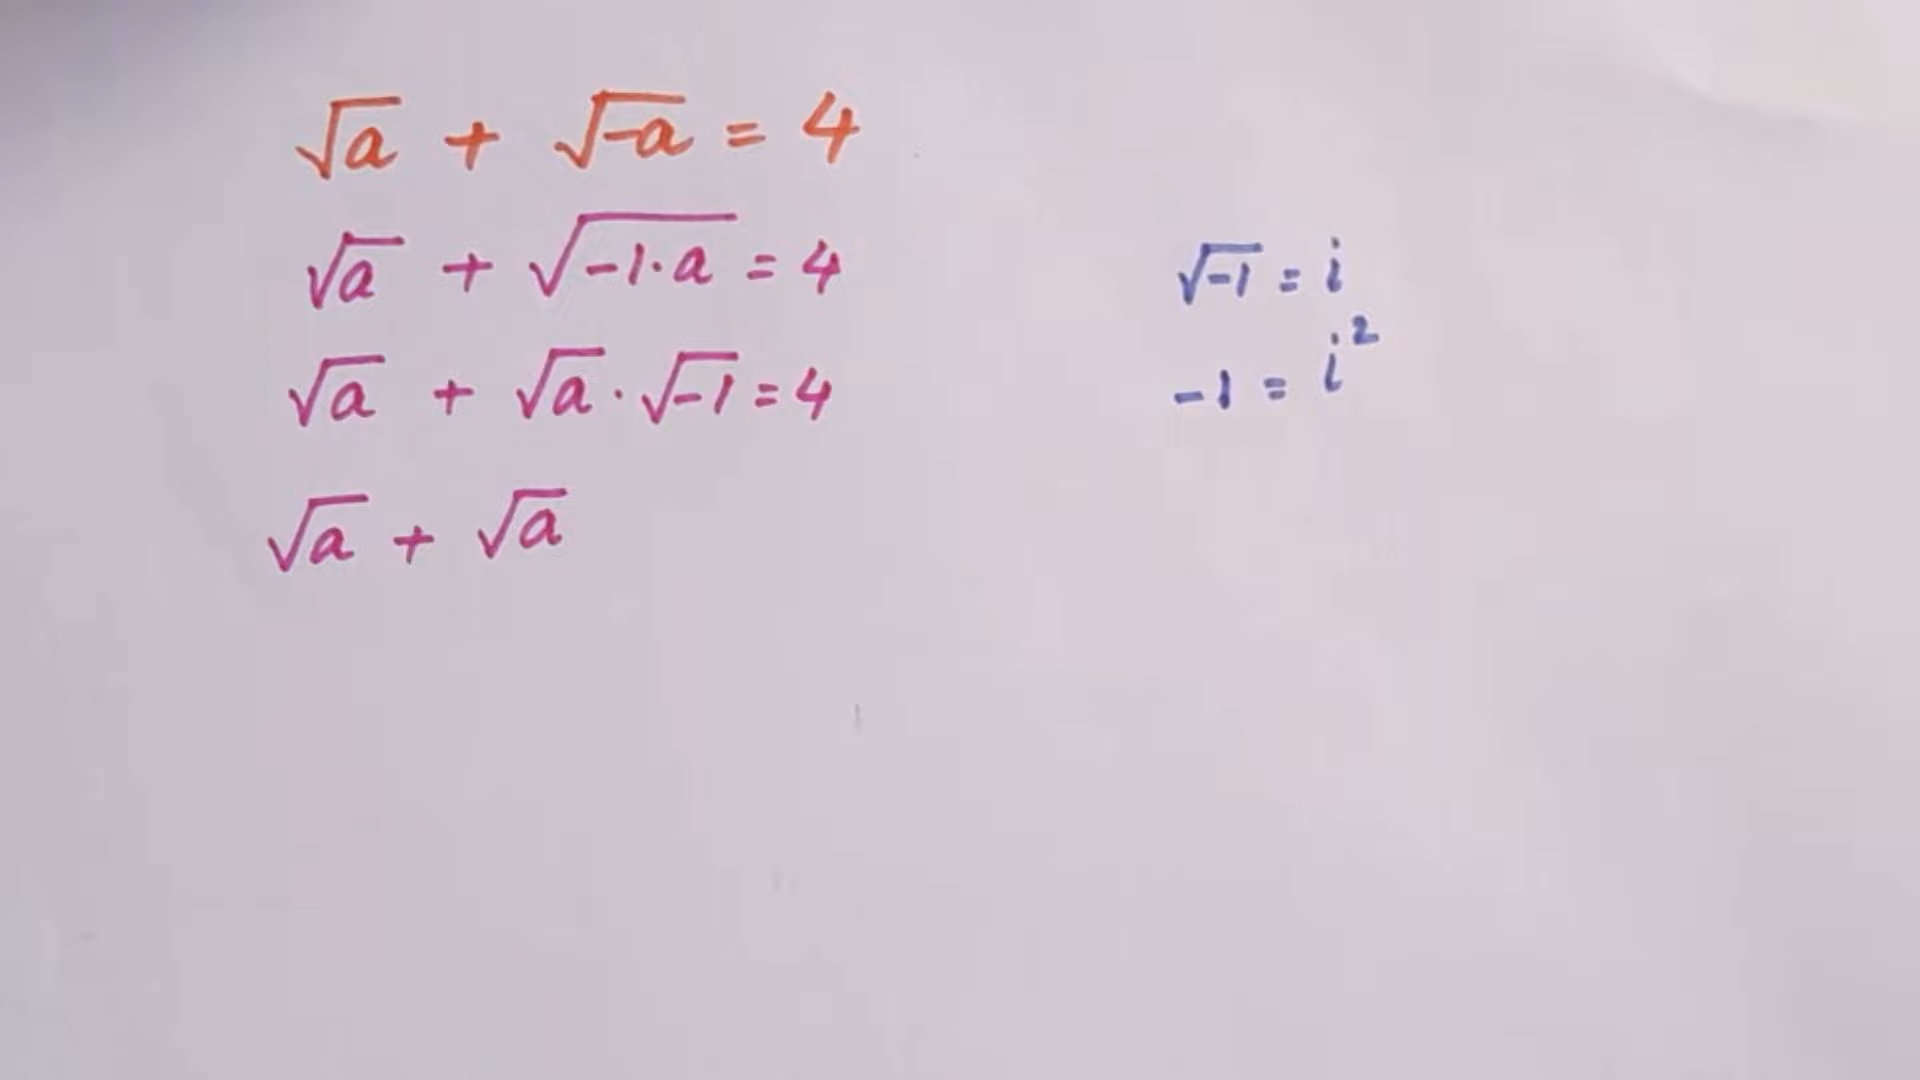 √a + √-a = 4
√a + √-1·a = 4
√a + √a · √-1 = 4
√a + √a
√-1 = i
-1 = i²